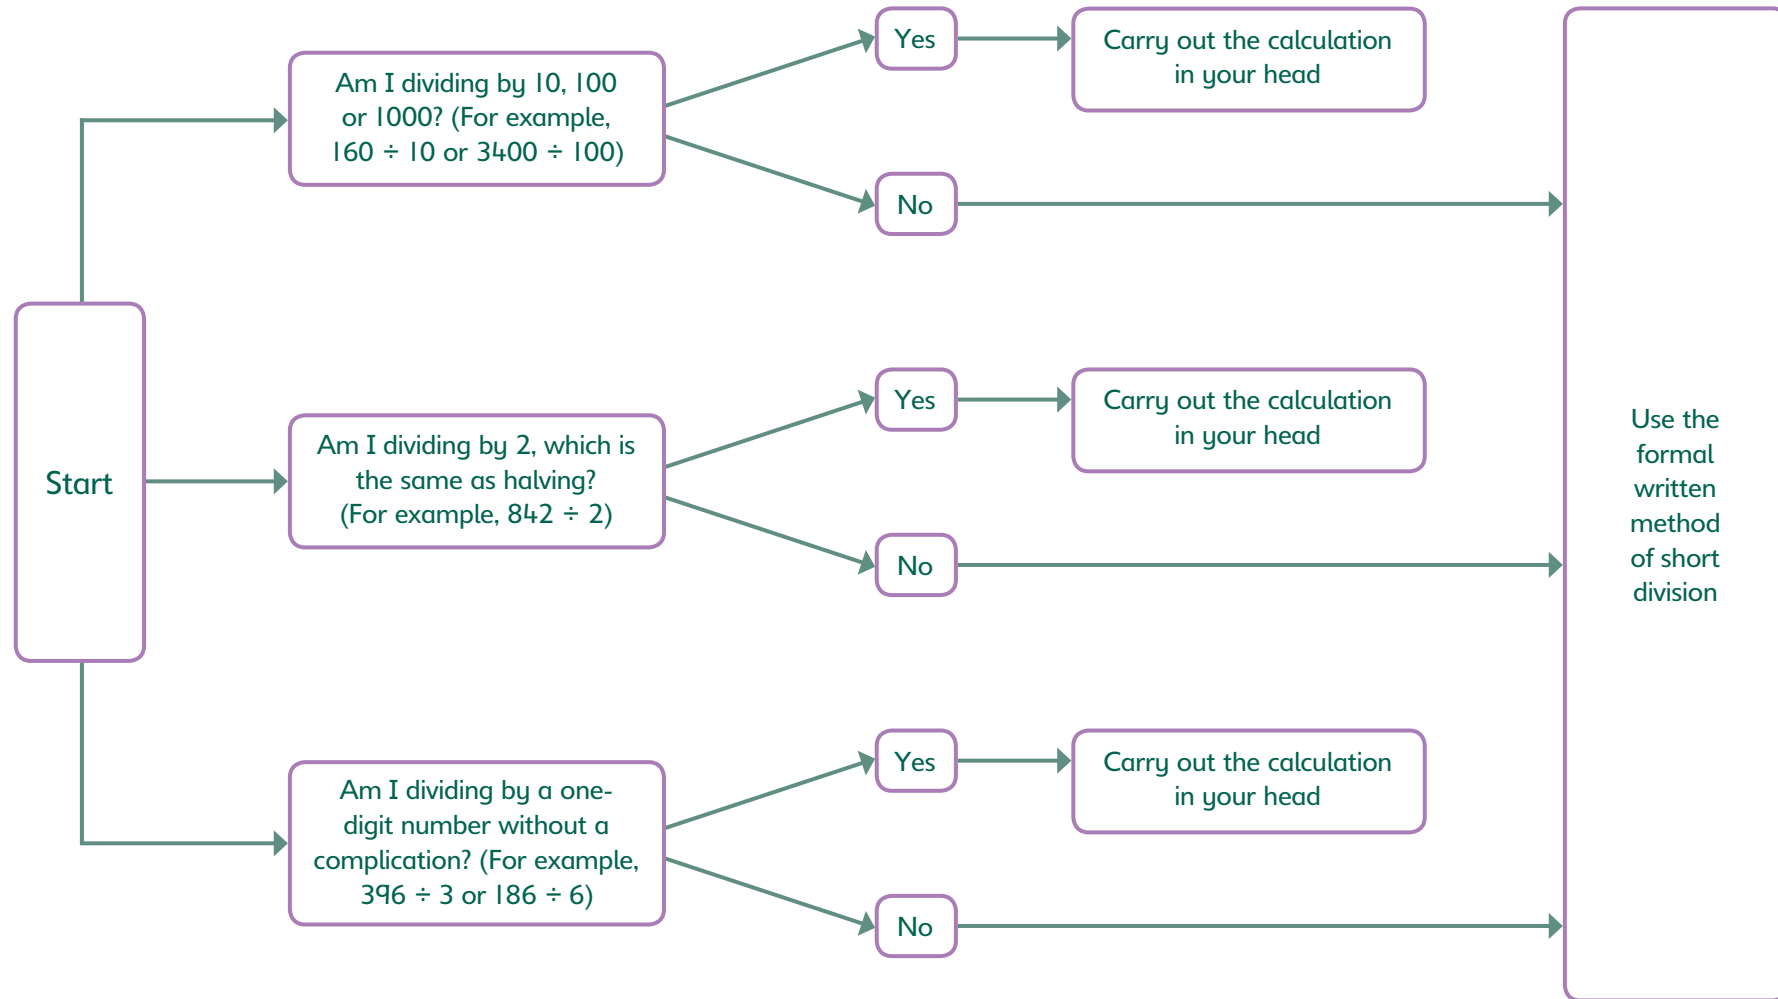 Start
Am I dividing by 10, 100
or 1000? (For example,
160 ÷ 10 or 3400 ÷ 100)
Yes
Carry out the calculation
in your head
No
Am I dividing by 2, which is
the same as halving?
(For example, 842 ÷ 2)
Yes
Carry out the calculation
in your head
No
Am I dividing by a one-
digit number without a
complication? (For example,
396 ÷ 3 or 186 ÷ 6)
Yes
Carry out the calculation
in your head
No
Use the
formal
written
method
of short
division